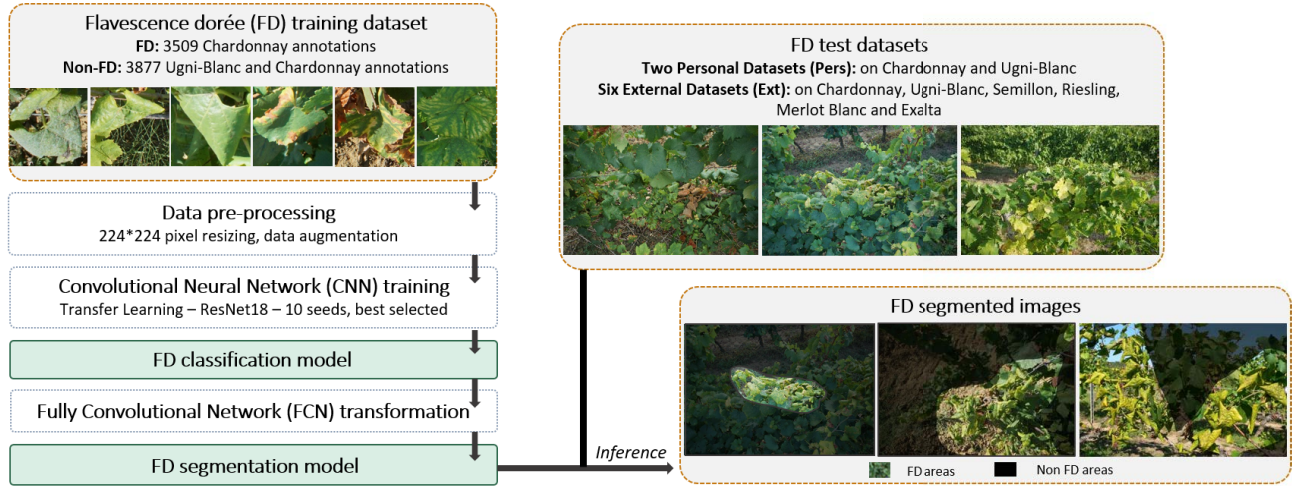 Flavescence dorée (FD) training dataset
FD: 3509 Chardonnay annotations
Non-FD: 3877 Ugni-Blanc and Chardonnay annotations
Data pre-processing
224*224 pixel resizing, data augmentation
Convolutional Neural Network (CNN) training
Transfer Learning – ResNet18 – 10 seeds, best selected
FD classification model
Fully Convolutional Network (FCN) transformation
FD segmentation model
FD test datasets
Two Personal Datasets (Pers): on Chardonnay and Ugni-Blanc
Six External Datasets (Ext): on Chardonnay, Ugni-Blanc, Semillon, Riesling,
Merlot Blanc and Exalta
Inference
FD segmented images
FD areas
Non FD areas